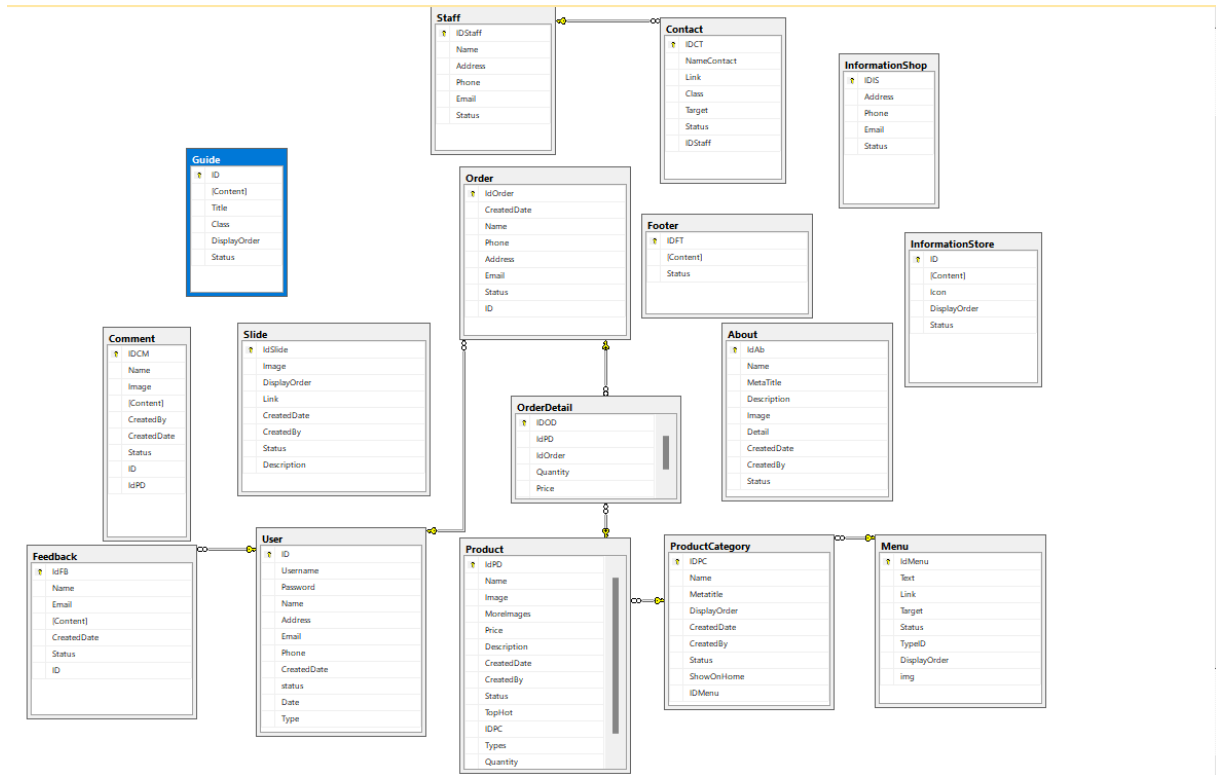 Staff
IDStaff
Name
Address
Phone
Email
Status
Contact
IDCT
NameContact
Link
Class
Target
Status
IDStaff
InformationShop
IDIS
Address
Phone
Email
Status
Guide
ID
[Content]
Title
Class
DisplayOrder
Status
Order
IdOrder
CreatedDate
Name
Phone
Address
Email
Status
ID
Footer
IDFT
[Content]
Status
InformationStore
ID
[Content]
Icon
DisplayOrder
Status
Comment
IDCM
Name
Image
[Content]
CreatedBy
CreatedDate
Status
ID
IdPD
Slide
IdSlide
Image
DisplayOrder
Link
CreatedDate
CreatedBy
Status
Description
About
IdAb
Name
MetaTitle
Description
Image
Detail
CreatedDate
CreatedBy
Status
OrderDetail
IDOD
IdPD
IdOrder
Quantity
Price
Feedback
IdFB
Name
Email
[Content]
CreatedDate
Status
ID
User
ID
Username
Password
Name
Address
Email
Phone
CreatedDate
status
Date
Type
Product
IdPD
Name
Image
MoreImages
Price
Description
CreatedDate
CreatedBy
Status
TopHot
IDPC
Types
Quantity
ProductCategory
IDPC
Name
Metatitle
DisplayOrder
CreatedDate
CreatedBy
Status
ShowOnHome
IDMenu
Menu
IdMenu
Text
Link
Target
Status
TypeID
DisplayOrder
img